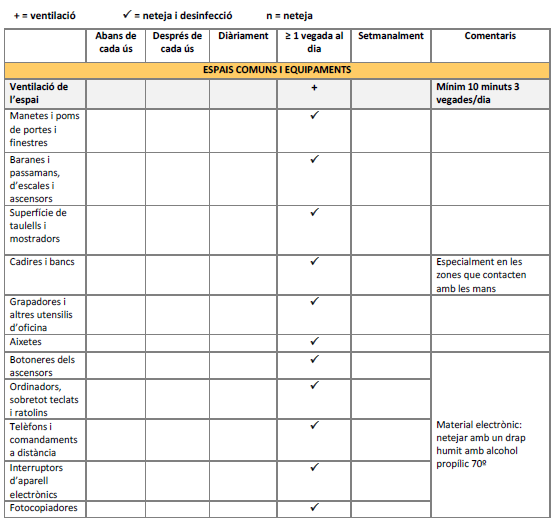 + = ventilació ✓ = neteja i desinfecció n = neteja
Abans de cada ús Després de cada ús Diàriament ≥ 1 vegada al dia Setmanalment Comentaris
ESPAIS COMUNS I EQUIPAMENTS
Ventilació de l’espai + Mínim 10 minuts 3 vegades/dia
Manetes i poms de portes i finestres ✓
Baranes i passamans, d’escales i ascensors ✓
Superfície de taulells i mostradors ✓
Cadires i bancs ✓ Especialment en les zones que contacten amb les mans
Grapadores i altres utensilis d’oficina ✓
Aixetes ✓
Botoneres dels ascensors ✓
Ordinadors, sobretot teclats i ratolins ✓
Telèfons i comandaments a distància ✓ Material electrònic: netejar amb un drap humit amb alcohol propílic 70º
Interruptors d’aparell electrònics ✓
Fotocopiadores ✓